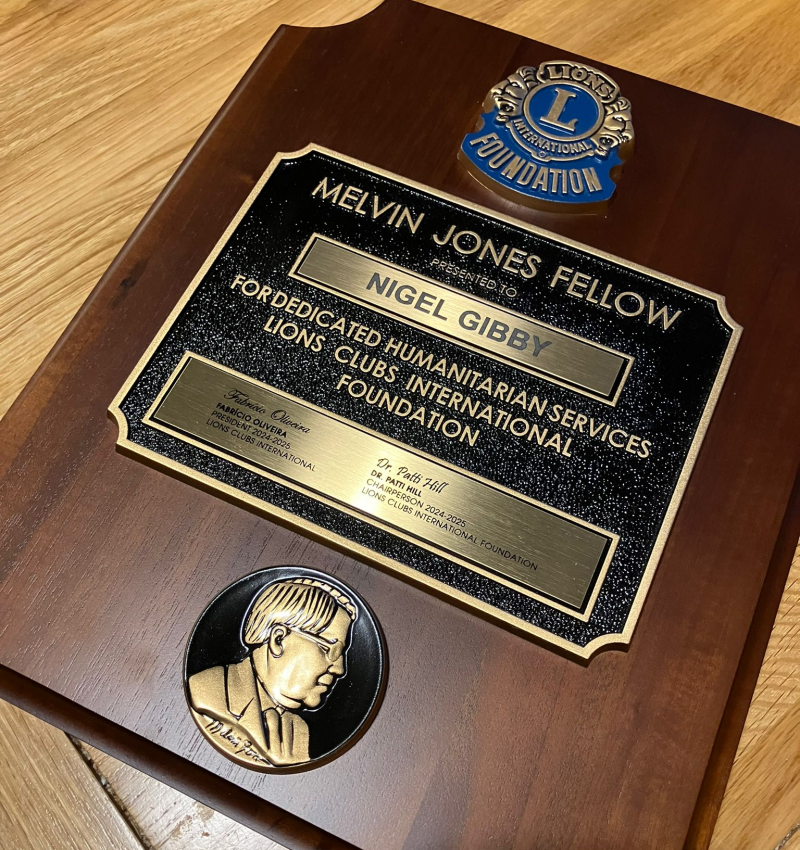 LIONS
L
INTERNATIONAL
FOUNDATION
MELVIN JONES FELLOW
PRESENTED TO
NIGEL GIBBY
FOR DEDICATED HUMANITARIAN SERVICES
LIONS CLUBS INTERNATIONAL
FOUNDATION
Fabrício Oliveira
FABRÍCIO OLIVEIRA
PRESIDENT 2024-2025
LIONS CLUBS INTERNATIONAL
Dr. Patti Hill
DR. PATTI HILL
CHAIRPERSON 2024-2025
LIONS CLUBS INTERNATIONAL FOUNDATION